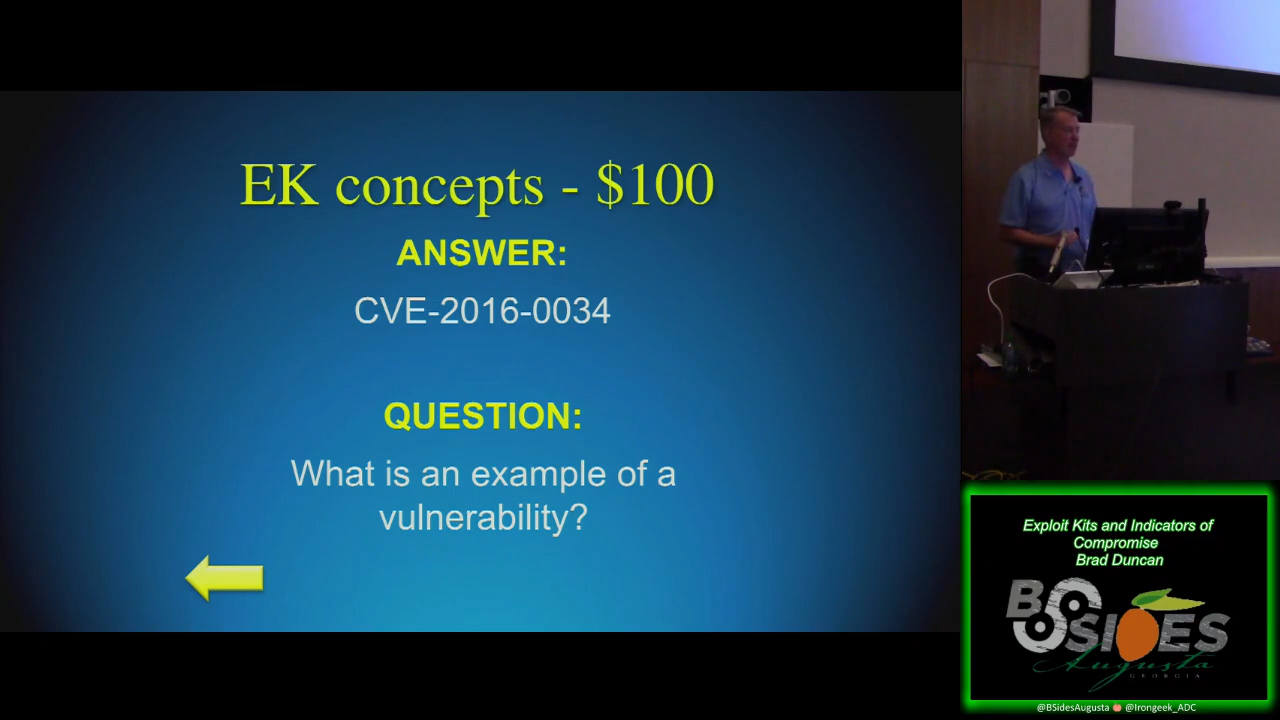 EK concepts - $100
ANSWER:
CVE-2016-0034
QUESTION:
What is an example of a
vulnerability?
Exploit Kits and Indicators of
Compromise
Brad Duncan
BSIDES
Augusta
GEORGIA
@BSidesAugusta @Irongeek_ADC